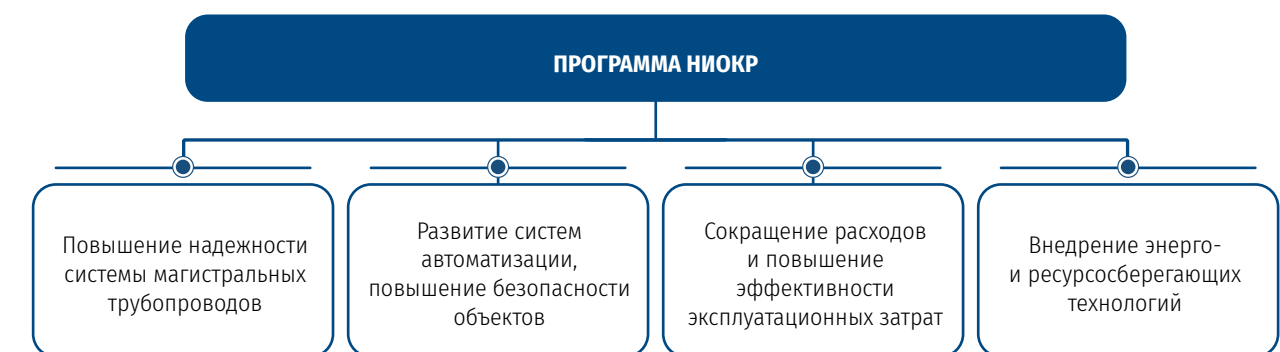 ПРОГРАММА НИОКР
Повышение надежности
системы магистральных
трубопроводов
Развитие систем
автоматизации,
повышение безопасности
объектов
Сокращение расходов
и повышение
эффективности
эксплуатационных затрат
Внедрение энерго-
и ресурсосберегающих
технологий